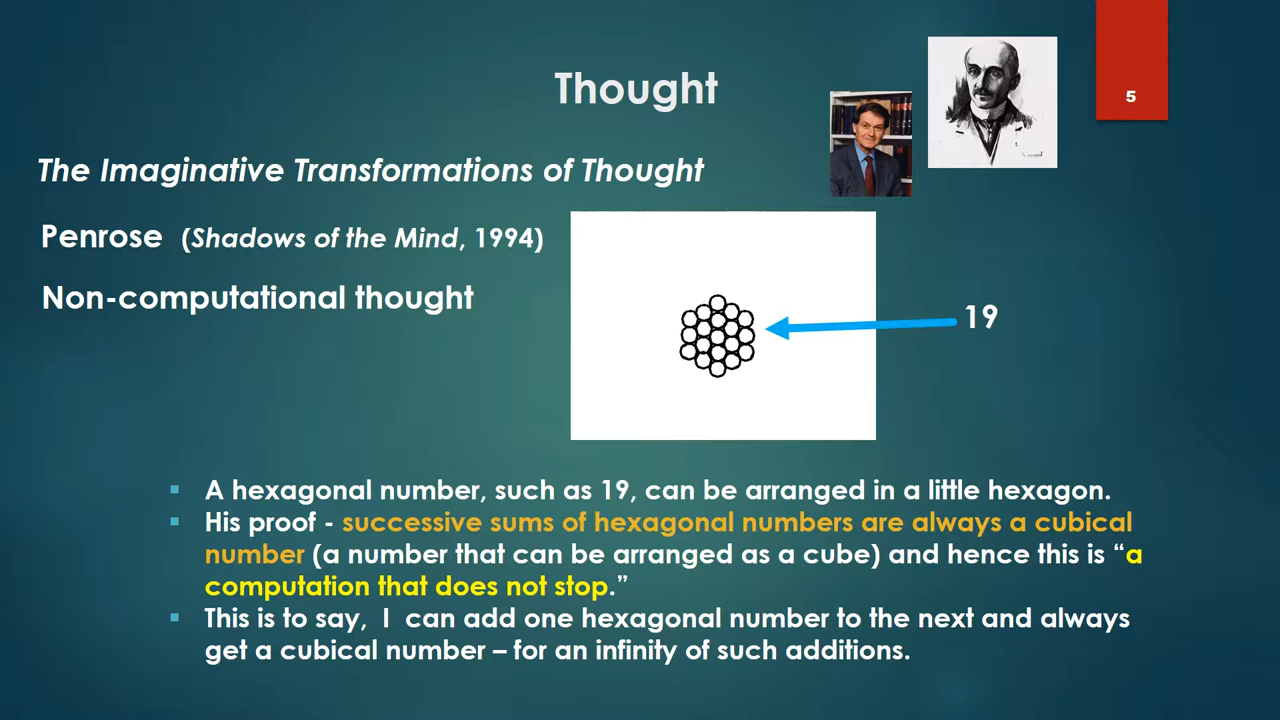 Thought
5
The Imaginative Transformations of Thought
Penrose (Shadows of the Mind, 1994)
Non-computational thought
19
▪ A hexagonal number, such as 19, can be arranged in a little hexagon.
▪ His proof - successive sums of hexagonal numbers are always a cubical
number (a number that can be arranged as a cube) and hence this is “a
computation that does not stop.”
▪ This is to say, I can add one hexagonal number to the next and always
get a cubical number – for an infinity of such additions.